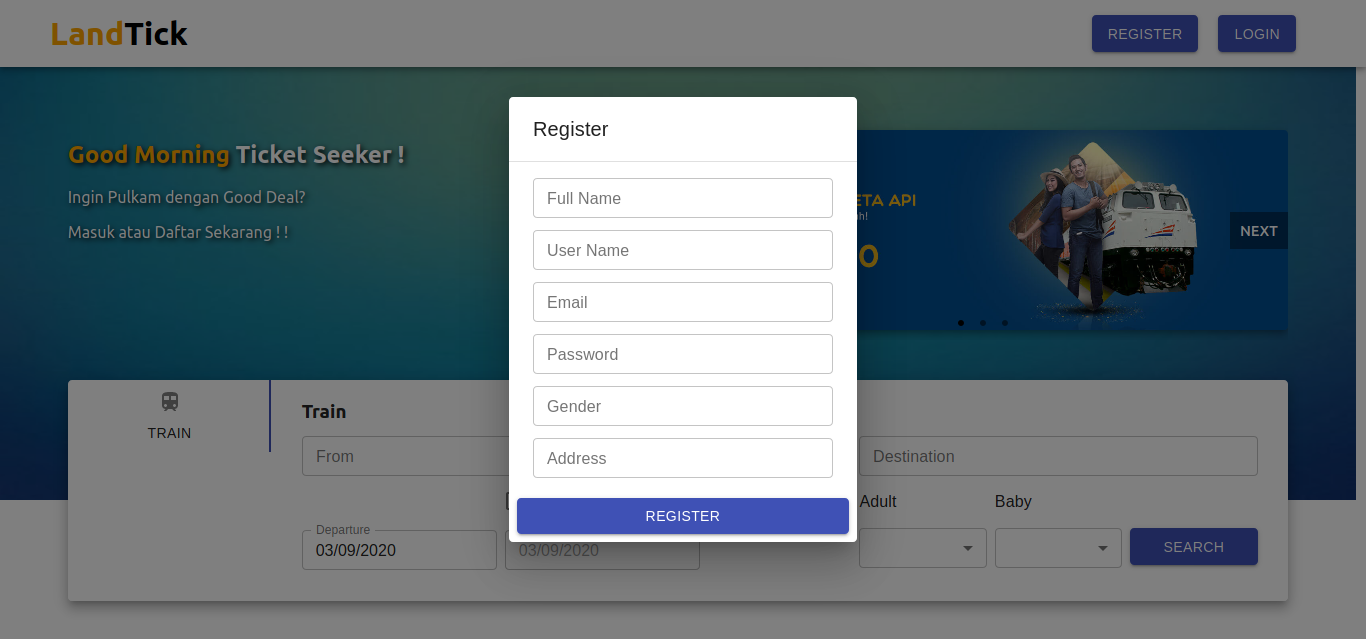 LandTick
REGISTER
LOGIN
Good Morning Ticket Seeker !
Ingin Pulkam dengan Good Deal?
Masuk atau Daftar Sekarang ! !
Register
Full Name
User Name
Email
Password
Gender
Address
REGISTER
API
NEXT
TRAIN
Train
From
Destination
Adult
Baby
Departure
03/09/2020
03/09/2020
SEARCH